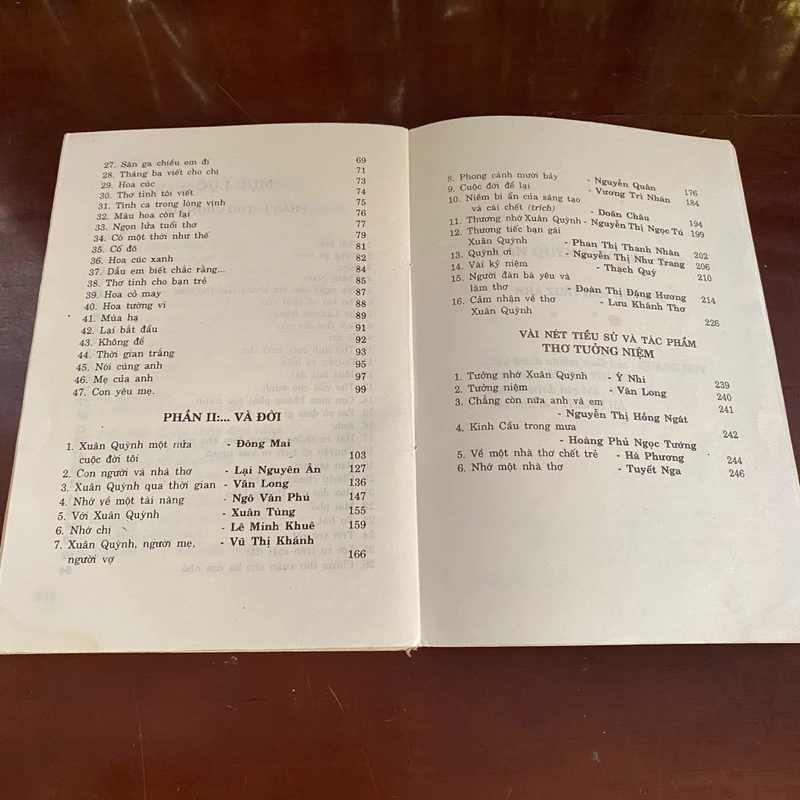 27. Sân ga chiều em đi 69
28. Tháng ba viết cho chị 71
29. Hoa cúc 73
30. Thơ tình tôi viết 74
31. Tình ca trong lòng vịnh 75
32. Màu hoa còn lại 76
33. Ngọn lửa tuổi thơ 77
34. Có một thời như thế 79
35. Cố đô 81
36. Hoa cúc xanh 82
37. Dẫu em biết chắc rằng... 84
38. Thơ tình cho bạn trẻ 85
39. Hoa cỏ may 87
40. Hoa tường vi 88
41. Mùa hạ 89
42. Lại bắt đầu 91
43. Không đề 92
44. Thời gian trắng 93
45. Nói cùng anh 95
46. Mẹ của anh 97
47. Con yêu mẹ. 99
PHẦN II:... VÀ ĐỜI
1. Xuân Quỳnh một nửa - Đông Mai
cuộc đời tôi 103
2. Con người và nhà thơ - Lại Nguyên Ân 127
3. Xuân Quỳnh qua thời gian - Vân Long 136
4. Nhớ về một tài năng - Ngô Văn Phú 147
5. Với Xuân Quỳnh - Xuân Tùng 155
6. Nhớ chị - Lê Minh Khuê 159
7. Xuân Quỳnh, người mẹ, - Vũ Thị Khánh
người vợ 166
8. Phong cảnh mười bảy - Nguyễn Quân 176
9. Cuộc đời để lại - Vương Trí Nhàn 184
10. Niềm bí ẩn của sáng tạo
và cái chết (trích) - Doãn Châu 194
11. Thương nhớ Xuân Quỳnh - Nguyễn Thị Ngọc Tú 199
12. Thương tiếc bạn gái
Xuân Quỳnh - Phan Thị Thanh Nhàn 202
13. Quỳnh ơi - Nguyễn Thị Như Trang 206
14. Vài kỷ niệm - Thạch Quỳ 210
15. Người đàn bà yêu và
làm thơ - Đoàn Thị Đặng Hương 214
16. Cảm nhận về thơ - Lưu Khánh Thơ
Xuân Quỳnh 226
VÀI NÉT TIỂU SỬ VÀ TÁC PHẨM
THƠ TƯỞNG NIỆM
1. Tưởng nhớ Xuân Quỳnh - Ý Nhi 239
2. Tưởng niệm - Vân Long 240
3. Chẳng còn nửa anh và em
- Nguyễn Thị Hồng Ngát 241
4. Kinh Cầu trong mưa
- Hoàng Phủ Ngọc Tường 242
5. Về một nhà thơ chết trẻ - Hà Phương 244
6. Nhớ một nhà thơ - Tuyết Nga 246